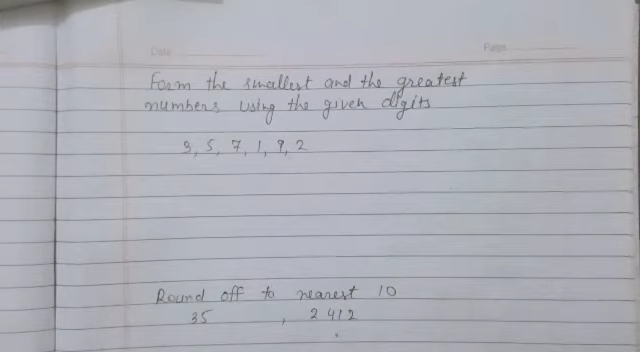 Date
Page
Form the smallest and the greatest
numbers using the given digits
3, 5, 7, 1, 9, 2
Round off to nearest 10
35 , 2412